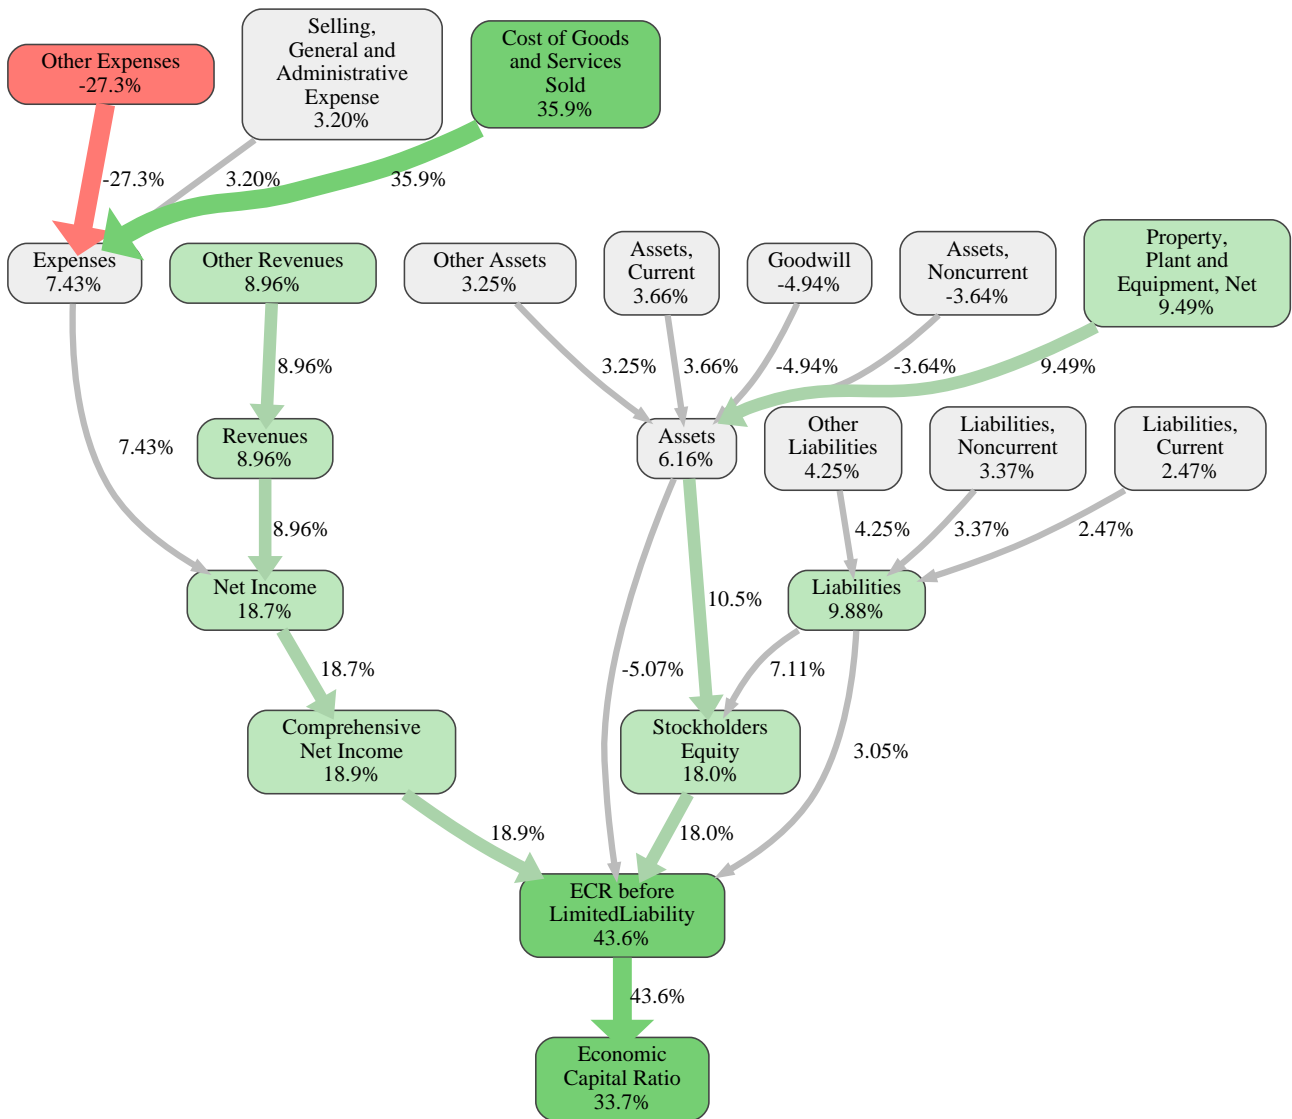 Other Expenses
-27.3%
Selling,
General and
Administrative
Expense
3.20%
Cost of Goods
and Services
Sold
35.9%
-27.3%
3.20%
35.9%
Expenses
7.43%
Other Revenues
8.96%
Other Assets
3.25%
Assets,
Current
3.66%
Goodwill
-4.94%
Assets,
Noncurrent
-3.64%
Property,
Plant and
Equipment, Net
9.49%
8.96%
3.25%
3.66%
-4.94%
-3.64%
9.49%
7.43%
Revenues
8.96%
Assets
6.16%
Other
Liabilities
4.25%
Liabilities,
Noncurrent
3.37%
Liabilities,
Current
2.47%
8.96%
4.25%
3.37%
2.47%
Net Income
18.7%
10.5%
Liabilities
9.88%
18.7%
-5.07%
7.11%
3.05%
Comprehensive
Net Income
18.9%
Stockholders
Equity
18.0%
18.9%
18.0%
ECR before
LimitedLiability
43.6%
43.6%
Economic
Capital Ratio
33.7%